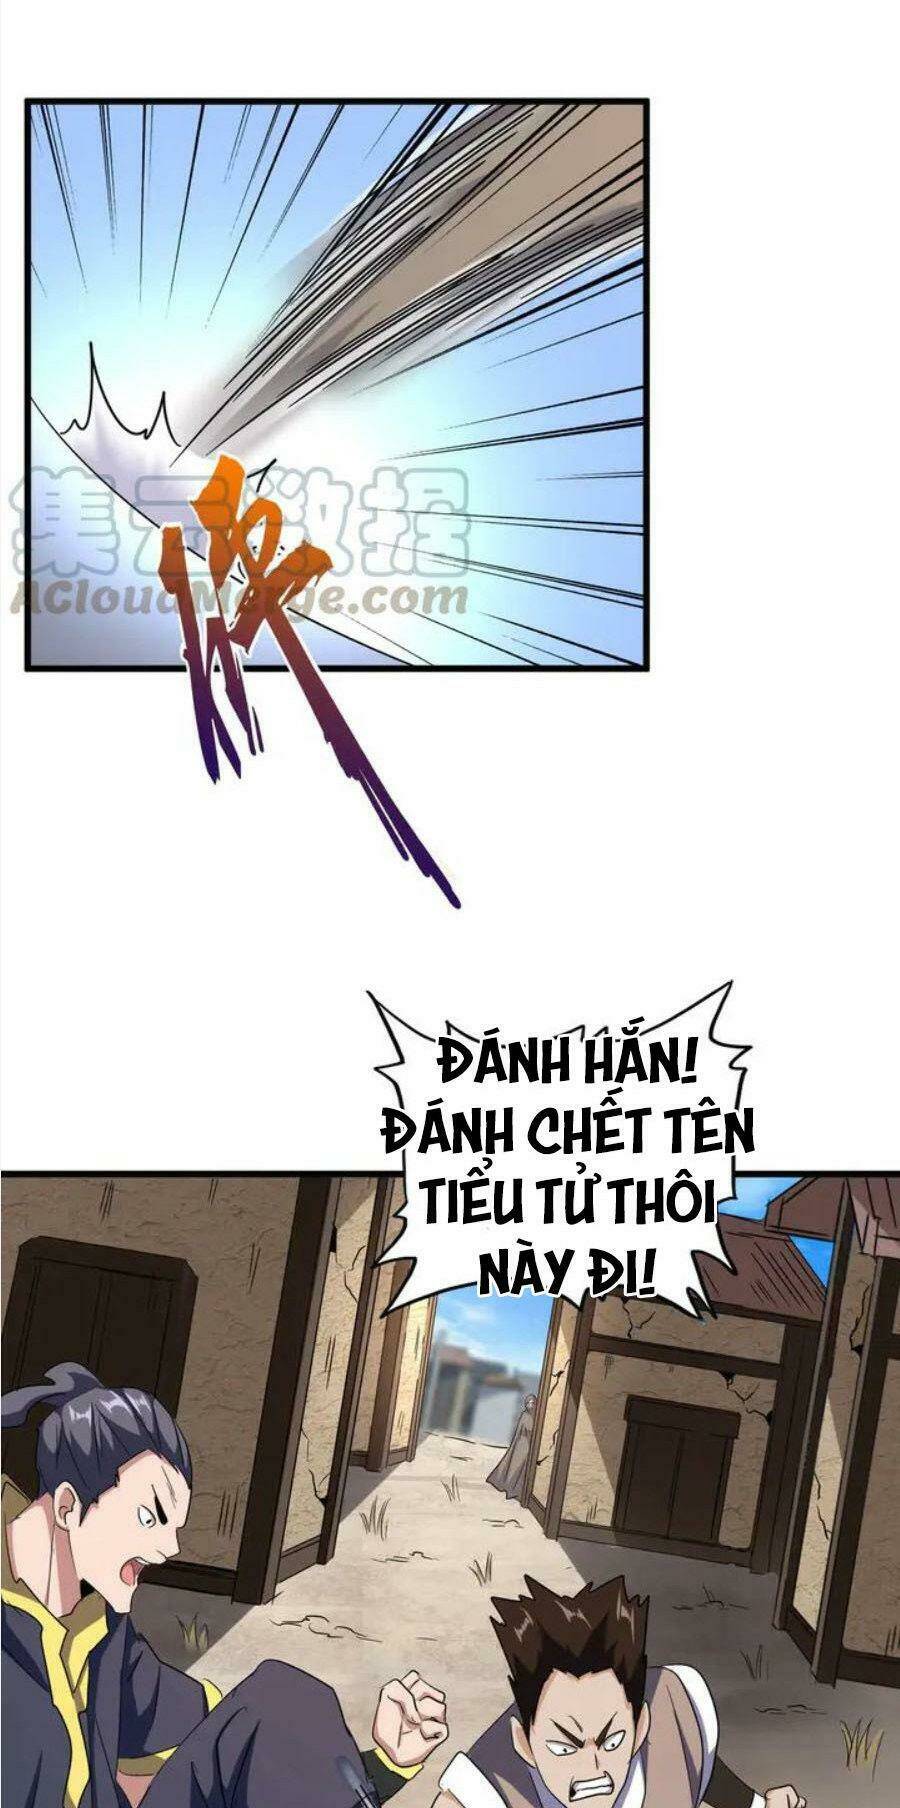 集云数据
ACloudMerge.com
ĐÁNH HẮN!
ĐÁNH CHẾT TÊN
TIỂU TỬ THÔI
NÀY ĐI!